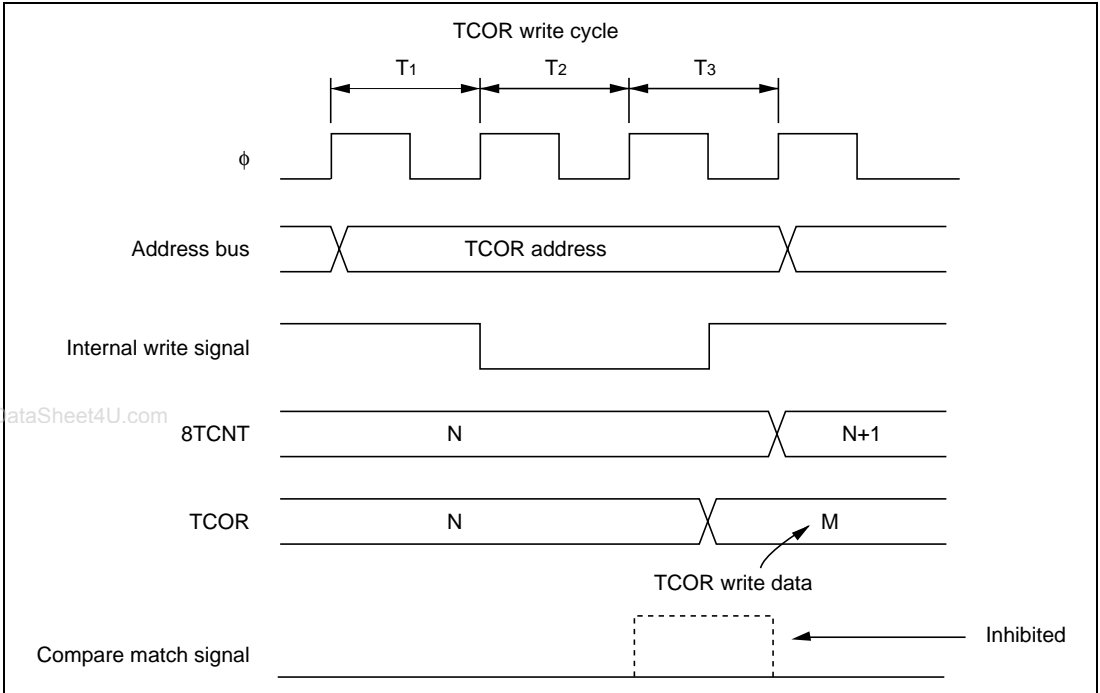 TCOR write cycle
T1 T2 T3
φ
Address bus TCOR address
Internal write signal
ataSheet4U.com
8TCNT N N+1
TCOR N M
TCOR write data
Inhibited
Compare match signal